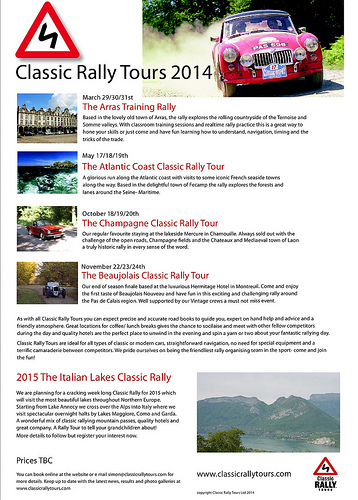 PAS 598
Classic Rally Tours 2014
March 29/30/31st
The Arras Training Rally
Based in the lovely old town of Arras, the rally explores the rolling countryside of the Ternoise and
Somme valleys. With classroom training sessions and realtime rally practice this is a great way to
hone your skills or just come and have fun learning how to understand, navigation, timing and the
tricks of the trade.
May 17/18/19th
The Atlantic Coast Classic Rally Tour
A glorious run along the Atlantic coast with visits to some iconic French seaside towns
along the way. Based in the delightful town of Fecamp the rally explores the forests and
lanes around the Seine- Maritime.
October 18/19/20th
The Champagne Classic Rally Tour
Our regular favourite staying at the lakeside Mercure in Chamouille. Always sold out with the
challenge of the open roads, Champagne fields and the Chateaux and Mediaeval town of Laon
a truly historic rally in every sense of the word.
November 22/23/24th
The Beaujolais Classic Rally Tour
Our end of season finale based at the luxurious Hermitage Hotel in Montreuil. Come and enjoy
the first taste of Beaujolais Nouveau and have fun in this exciting and challenging rally around
the Pas de Calais region. Well supported by our Vintage crews a must not miss event.
As with all Classic Rally Tours you can expect precise and accurate road books to guide you, expert on hand help and advice and a
friendly atmosphere. Great locations for coffee/ lunch breaks gives the chance to socilaise and meet with other fellow competitors
during the day and quality hotels are the perfect place to unwind in the evening and spin a yarn or two about your fantastic rallying day.
Classic Rally Tours are ideal for all types of classic or modern cars, straightforward navigation, no need for special equipment and a
terrific camaraderie between competitors. We pride ourselves on being the friendliest rally organising team in the sport- come and join
the fun!
2015 The Italian Lakes Classic Rally
We are planning for a cracking week long Classic Rally for 2015 which
will visit the most beautiful lakes throughout Northern Europe.
Starting from Lake Annecy we cross over the Alps into Italy where we
visit spectacular overnight halts by Lakes Maggiore, Como and Garda.
A wonderful mix of classic rallying mountain passes, quality hotels and
great company. A Rally Tour to tell your grandchildren about!
More details to follow but register your interest now.
Prices TBC
You can book online at the website or e mail simon@classicrallytours.com for
more details. Keep up to date with the latest news, results and photo galleries at
www.classicrallytours.com
www.classicrallytours.com
Classic
RALLY
TOURS
copyright Classic Rally Tours Ltd 2014